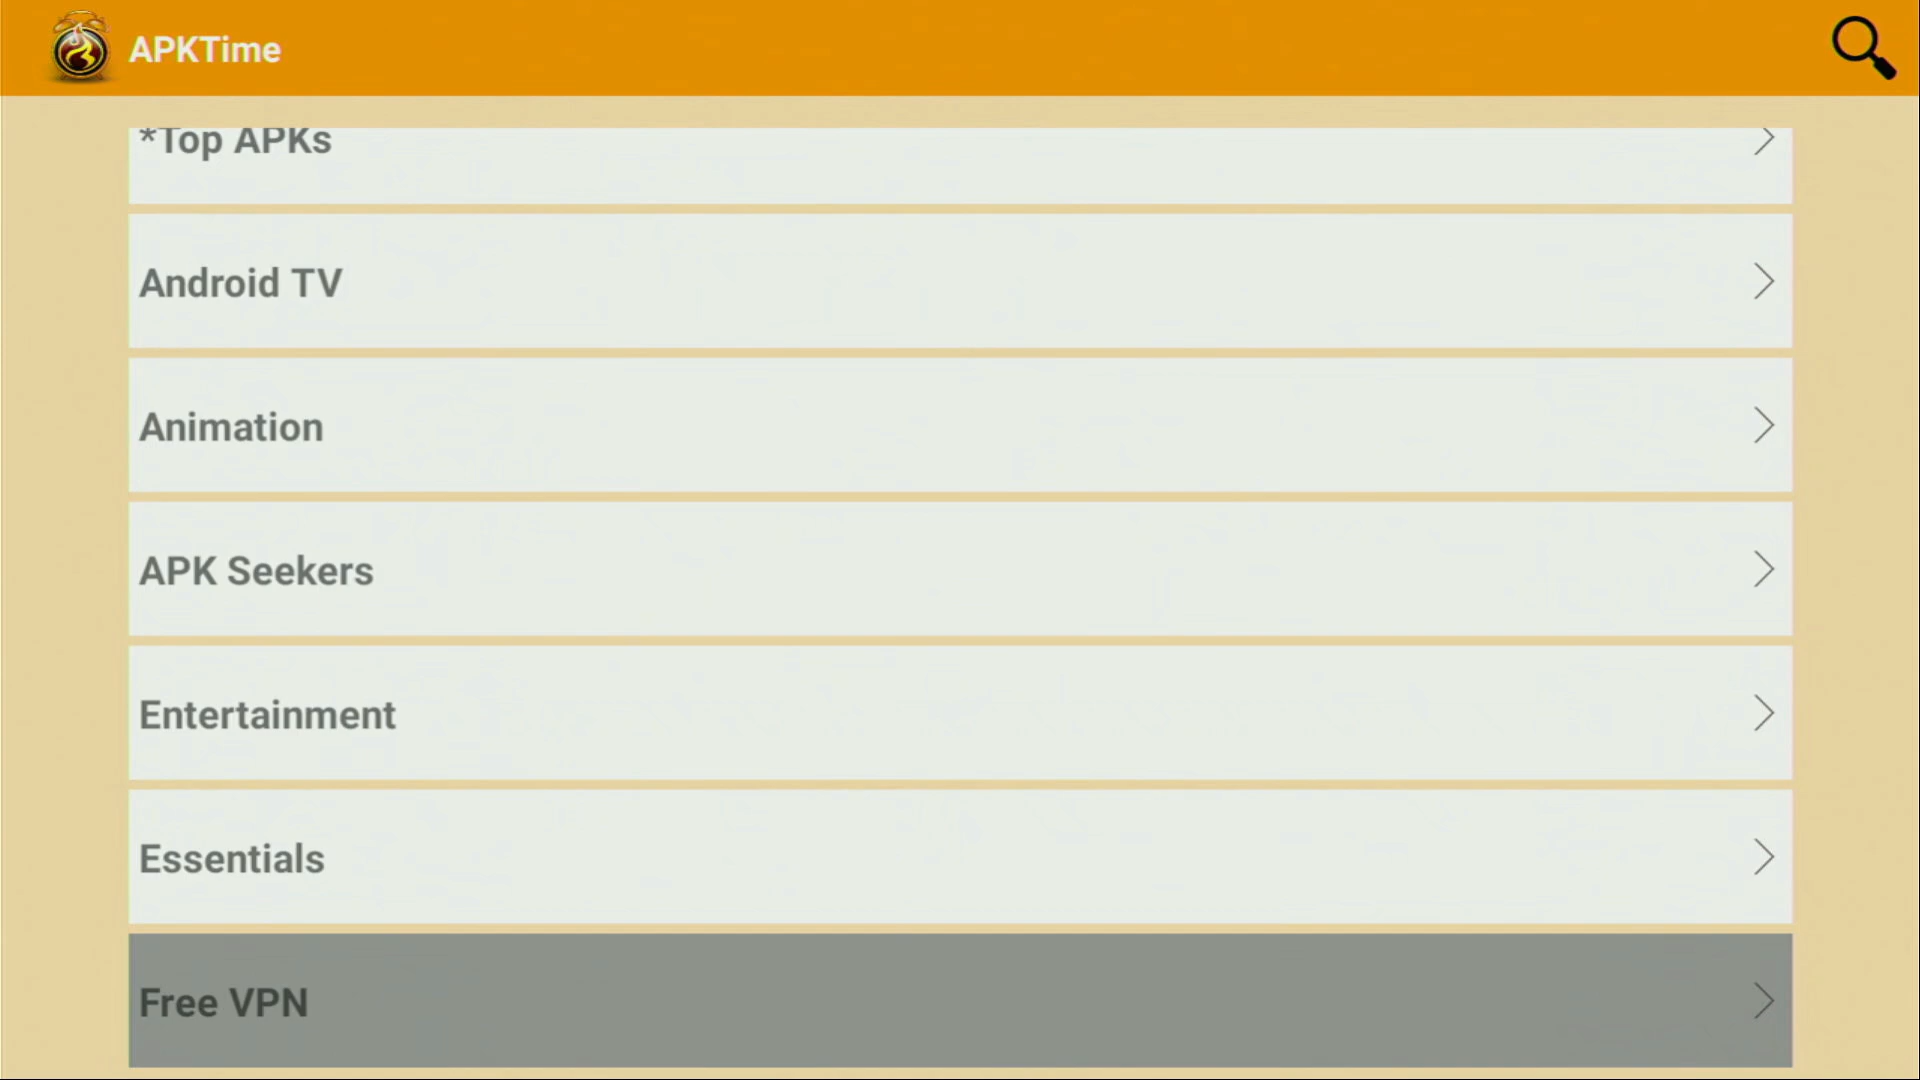 APKTime
*Top APKs
Android TV
Animation
APK Seekers
Entertainment
Essentials
Free VPN